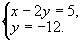 x − 2y = 5,
y = −12.